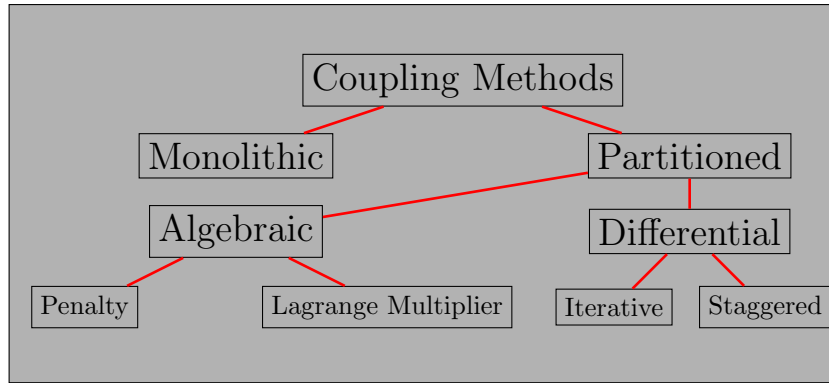 Coupling Methods
Monolithic
Partitioned
Algebraic
Differential
Penalty
Lagrange Multiplier
Iterative
Staggered